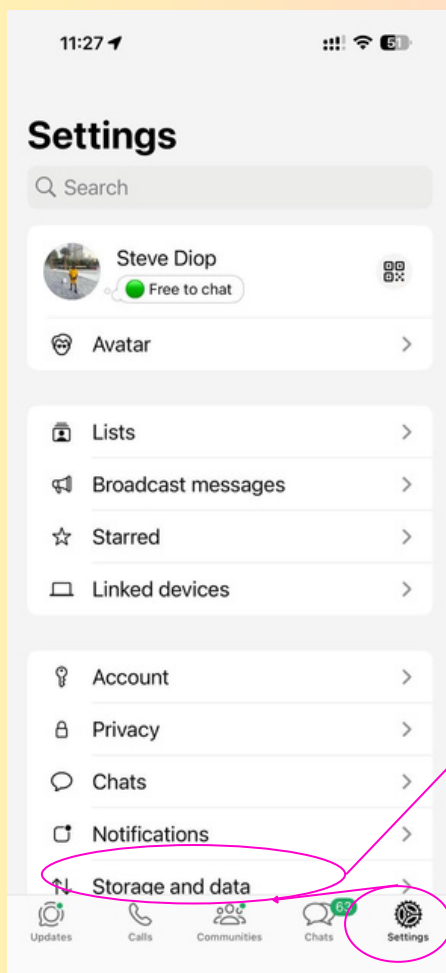 11:27
51
Settings
Search
Steve Diop
Free to chat
Avatar
Lists
Broadcast messages
Starred
Linked devices
Account
Privacy
Chats
Notifications
Storage and data
63
Updates Calls Communities Chats Settings